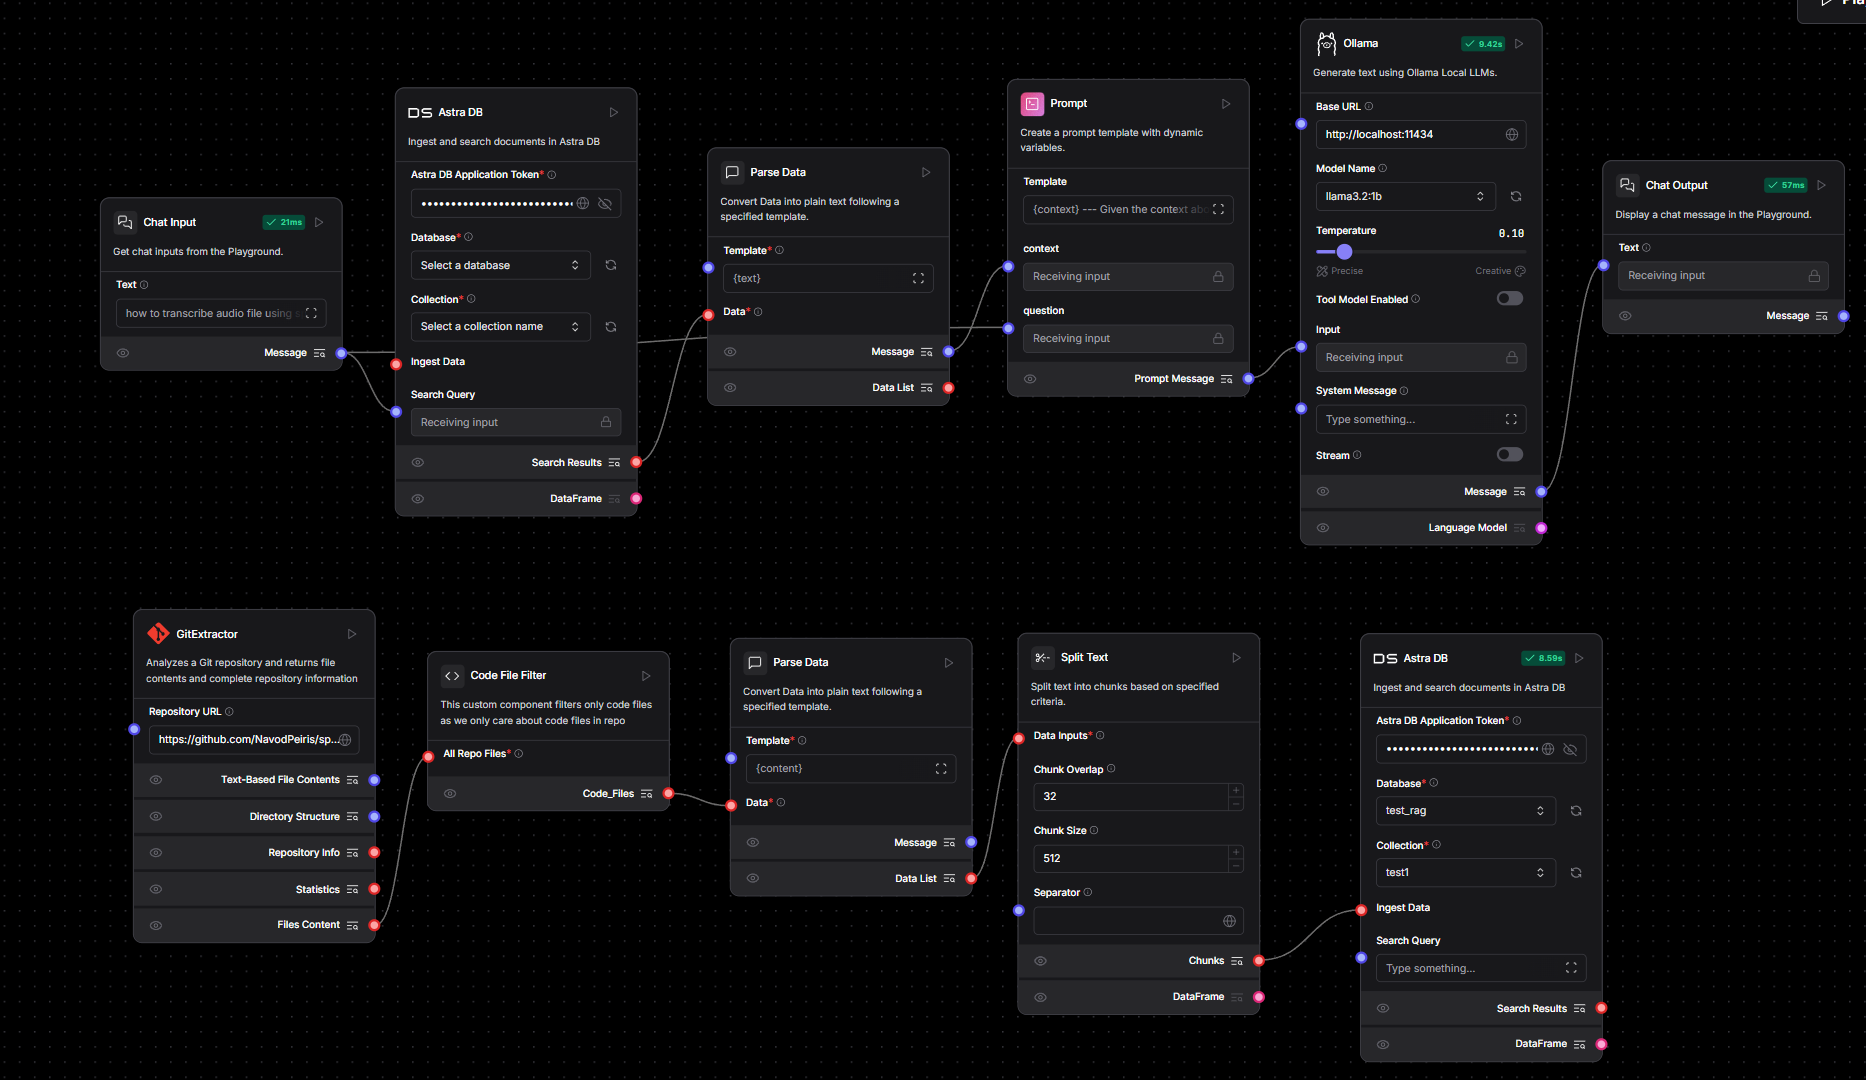 Chat Input
21ms
Get chat inputs from the Playground.
Text
how to transcribe audio file using
Message
DS Astra DB
Ingest and search documents in Astra DB
Astra DB Application Token*
••••••••••••••••••••••••••
Database*
Select a database
Collection*
Select a collection name
Ingest Data
Search Query
Receiving input
Search Results
DataFrame
Parse Data
Convert Data into plain text following a
specified template.
Template*
{text}
Data*
Message
Data List
Prompt
Create a prompt template with dynamic
variables.
Template
{context} --- Given the context abo
context
Receiving input
question
Receiving input
Prompt Message
Ollama
9.42s
Generate text using Ollama Local LLMs.
Base URL
http://localhost:11434
Model Name
llama3.2:1b
Temperature
0.10
Precise
Creative
Tool Model Enabled
Input
Receiving input
System Message
Type something...
Stream
Message
Language Model
Chat Output
57ms
Display a chat message in the Playground.
Text
Receiving input
Message
GitExtractor
Analyzes a Git repository and returns file
contents and complete repository information
Repository URL
https://github.com/NavodPeiris/sp...
Text-Based File Contents
Directory Structure
Repository Info
Statistics
Files Content
Code File Filter
This custom component filters only code files
as we only care about code files in repo
All Repo Files*
Code_Files
Parse Data
Convert Data into plain text following a
specified template.
Template*
{content}
Data*
Message
Data List
Split Text
Split text into chunks based on specified
criteria.
Data Inputs*
Chunk Overlap
32
Chunk Size
512
Separator
Chunks
DataFrame
DS Astra DB
8.59s
Ingest and search documents in Astra DB
Astra DB Application Token*
••••••••••••••••••••••••••
Database*
test_rag
Collection*
test1
Ingest Data
Search Query
Type something...
Search Results
DataFrame